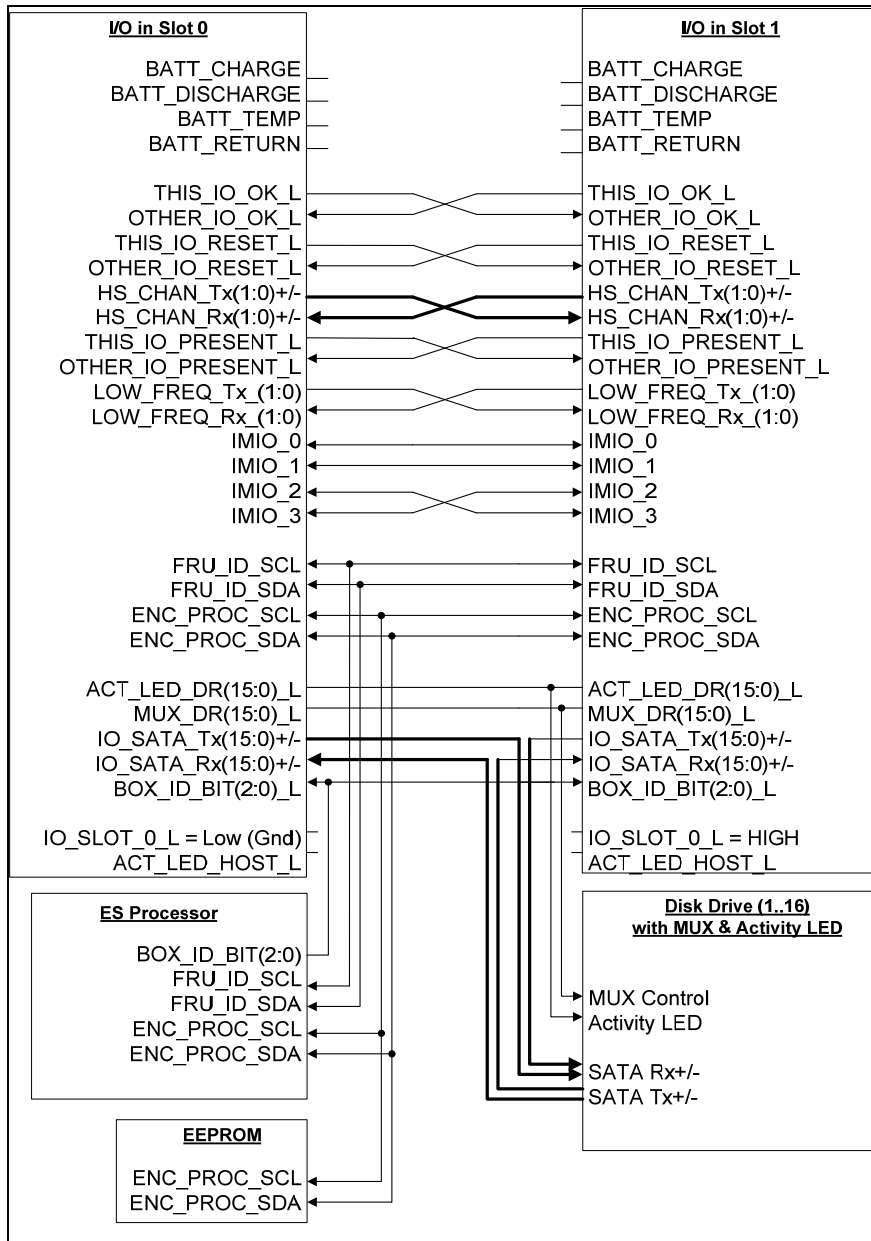 I/O in Slot 0
BATT_CHARGE
BATT_DISCHARGE
BATT_TEMP
BATT_RETURN
THIS_IO_OK_L
OTHER_IO_OK_L
THIS_IO_RESET_L
OTHER_IO_RESET_L
HS_CHAN_Tx(1:0)+/-
HS_CHAN_Rx(1:0)+/-
THIS_IO_PRESENT_L
OTHER_IO_PRESENT_L
LOW_FREQ_Tx_(1:0)
LOW_FREQ_Rx_(1:0)
IMIO_0
IMIO_1
IMIO_2
IMIO_3
FRU_ID_SCL
FRU_ID_SDA
ENC_PROC_SCL
ENC_PROC_SDA
ACT_LED_DR(15:0)_L
MUX_DR(15:0)_L
IO_SATA_Tx(15:0)+/-
IO_SATA_Rx(15:0)+/-
BOX_ID_BIT(2:0)_L
IO_SLOT_0_L = Low (Gnd)
ACT_LED_HOST_L
I/O in Slot 1
BATT_CHARGE
BATT_DISCHARGE
BATT_TEMP
BATT_RETURN
THIS_IO_OK_L
OTHER_IO_OK_L
THIS_IO_RESET_L
OTHER_IO_RESET_L
HS_CHAN_Tx(1:0)+/-
HS_CHAN_Rx(1:0)+/-
THIS_IO_PRESENT_L
OTHER_IO_PRESENT_L
LOW_FREQ_Tx_(1:0)
LOW_FREQ_Rx_(1:0)
IMIO_0
IMIO_1
IMIO_2
IMIO_3
FRU_ID_SCL
FRU_ID_SDA
ENC_PROC_SCL
ENC_PROC_SDA
ACT_LED_DR(15:0)_L
MUX_DR(15:0)_L
IO_SATA_Tx(15:0)+/-
IO_SATA_Rx(15:0)+/-
BOX_ID_BIT(2:0)_L
IO_SLOT_0_L = HIGH
ACT_LED_HOST_L
ES Processor
BOX_ID_BIT(2:0)
FRU_ID_SCL
FRU_ID_SDA
ENC_PROC_SCL
ENC_PROC_SDA
EEPROM
ENC_PROC_SCL
ENC_PROC_SDA
Disk Drive (1..16)
with MUX & Activity LED
MUX Control
Activity LED
SATA Rx+/-
SATA Tx+/-